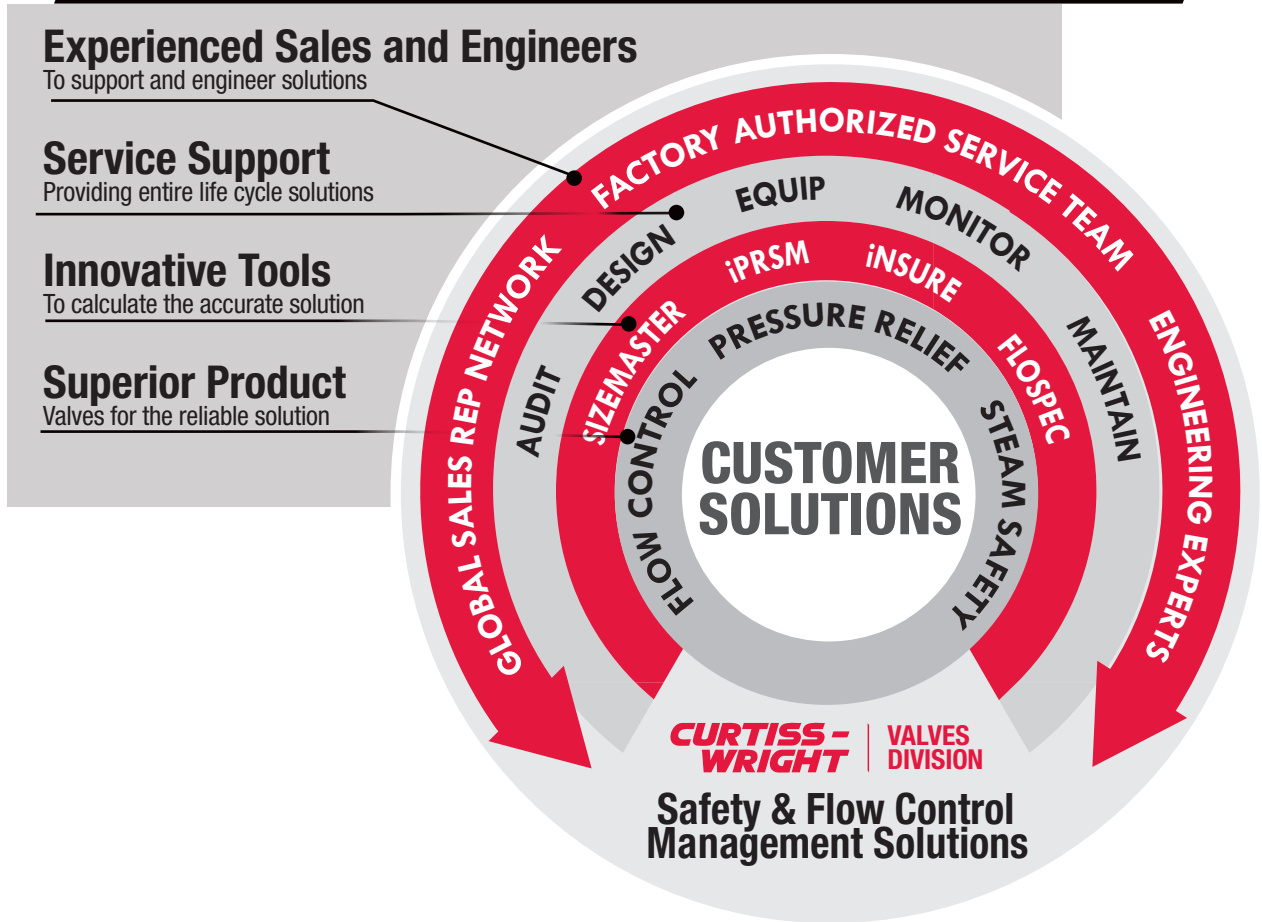 Experienced Sales and Engineers
To support and engineer solutions
Service Support
Providing entire life cycle solutions
Innovative Tools
To calculate the accurate solution
Superior Product
Valves for the reliable solution
GLOBAL SALES REP NETWORK
FACTORY AUTHORIZED SERVICE TEAM
ENGINEERING EXPERTS
AUDIT
DESIGN
EQUIP
MONITOR
MAINTAIN
SIZEMASTER
iPRSM
iNSURE
FLOSPEC
FLOW CONTROL
PRESSURE RELIEF
STEAM SAFETY
CUSTOMER
SOLUTIONS
CURTISS-
WRIGHT
VALVES
DIVISION
Safety & Flow Control
Management Solutions